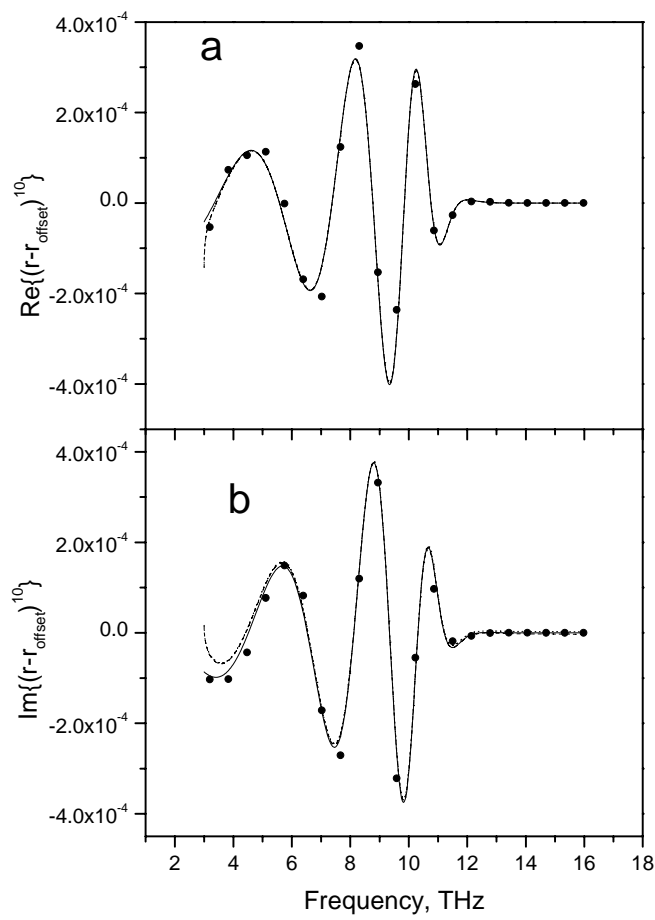 a
4.0x10⁻⁴
2.0x10⁻⁴
0.0
-2.0x10⁻⁴
-4.0x10⁻⁴
Re{(r-r_offset)¹⁰}
b
4.0x10⁻⁴
2.0x10⁻⁴
0.0
-2.0x10⁻⁴
-4.0x10⁻⁴
Im{(r-r_offset)¹⁰}
2 4 6 8 10 12 14 16 18
Frequency, THz